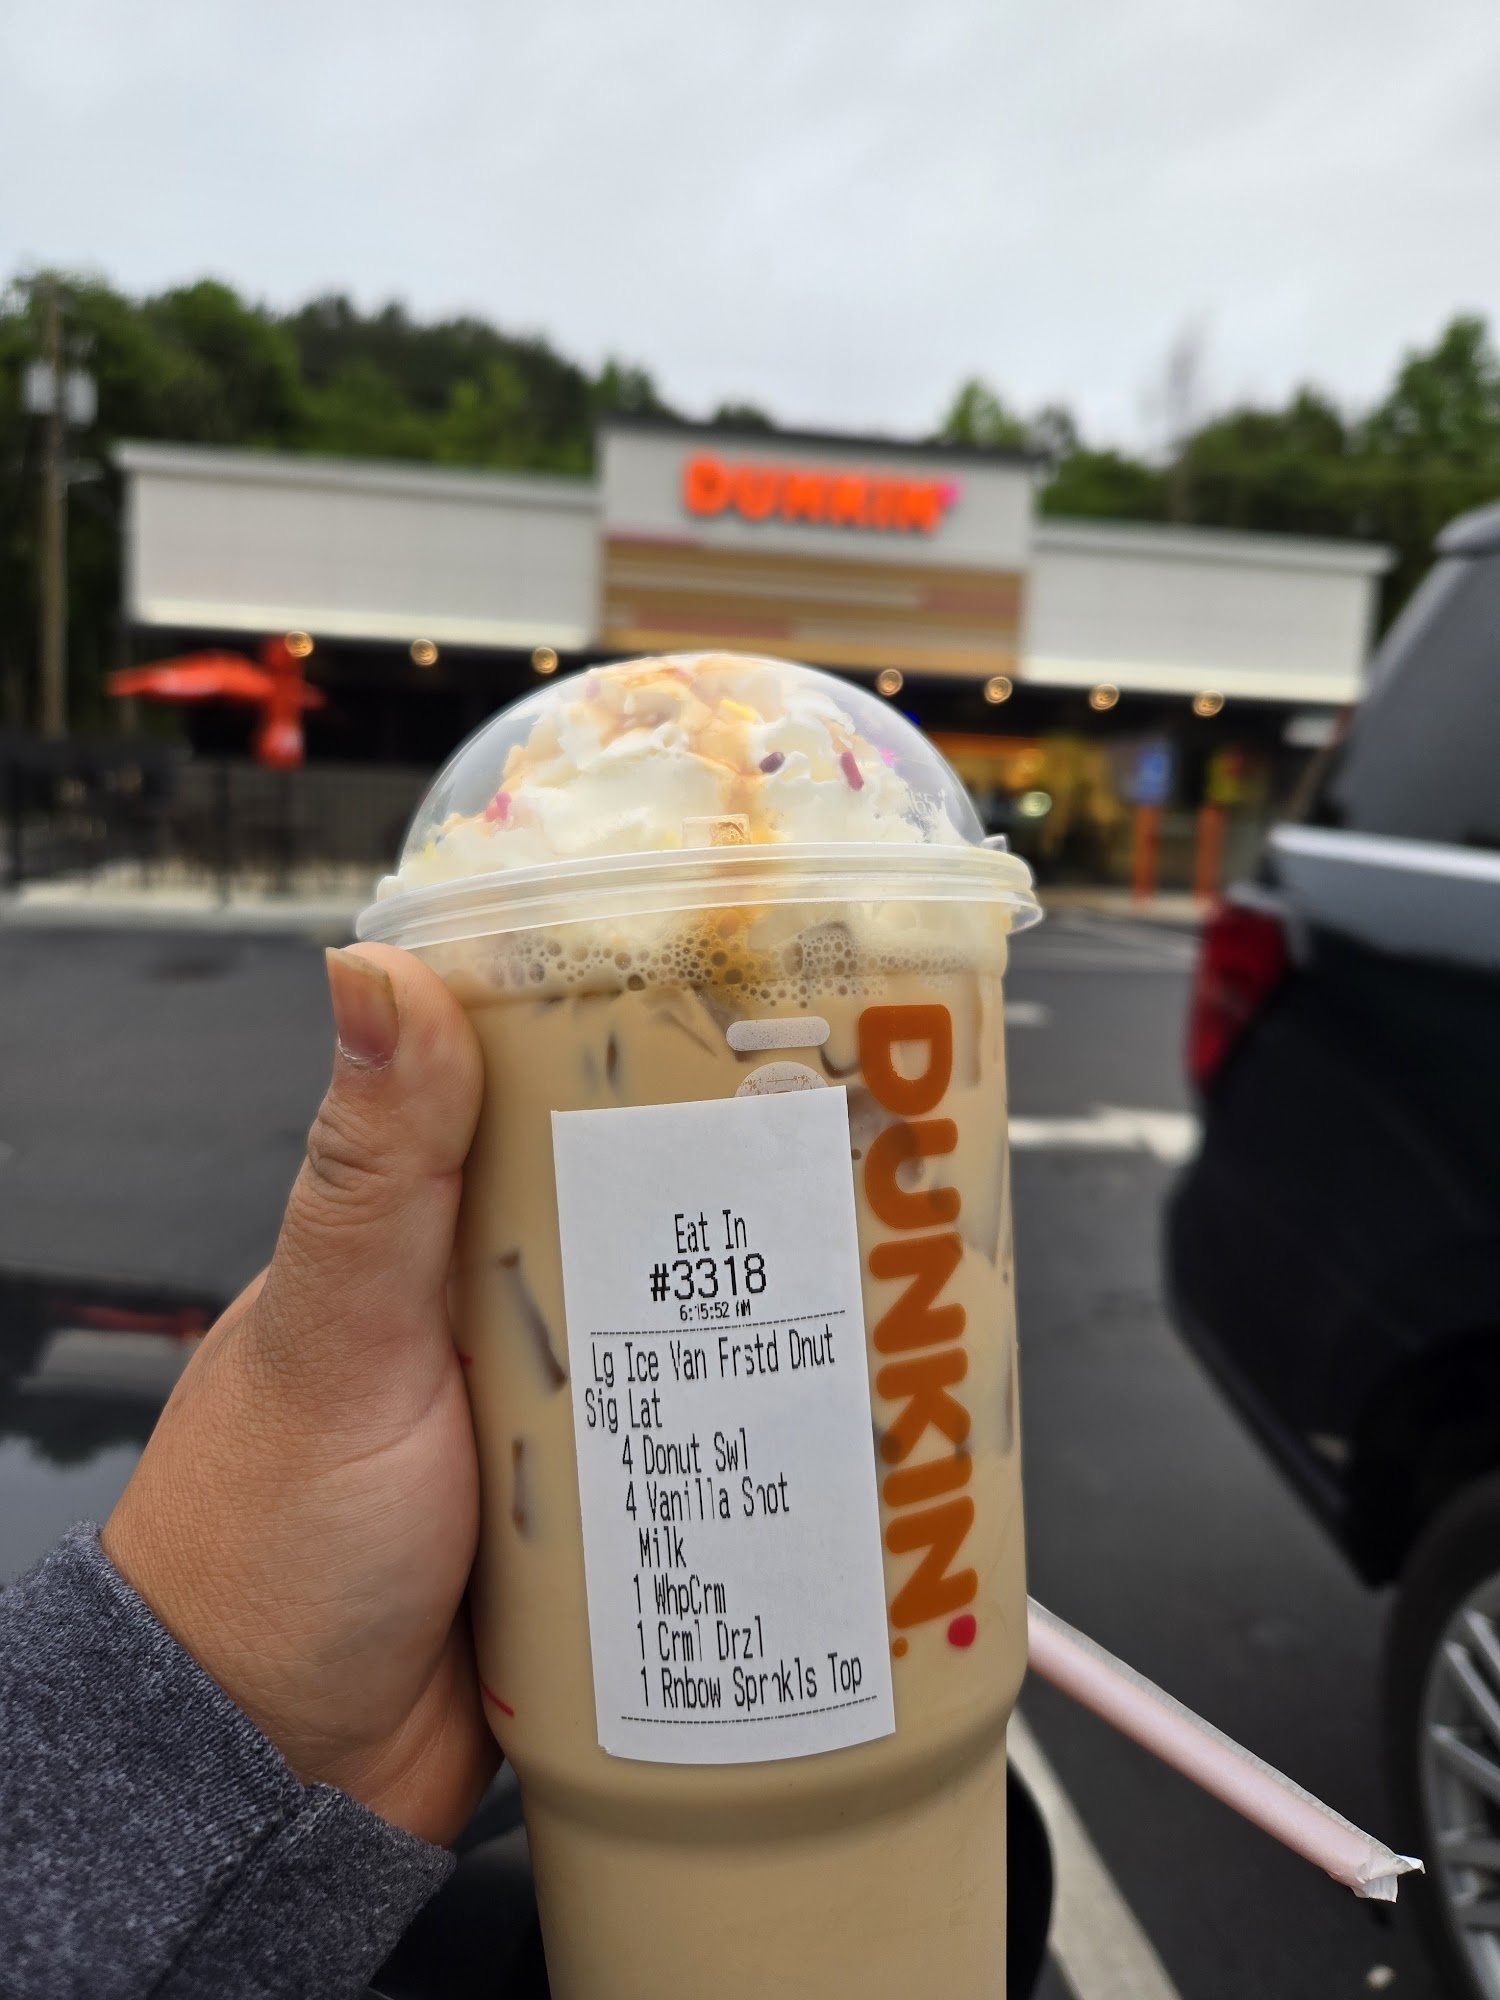 DUNKIN'
DUNKIN'
Eat In
#3318
6:15:52 AM
Lg Ice Van Frstd Dnut
Sig Lat
4 Donut Swl
4 Vanilla Shot
Milk
1 WhpCrm
1 Crml Drzl
1 Rnbow Sprnkls Top